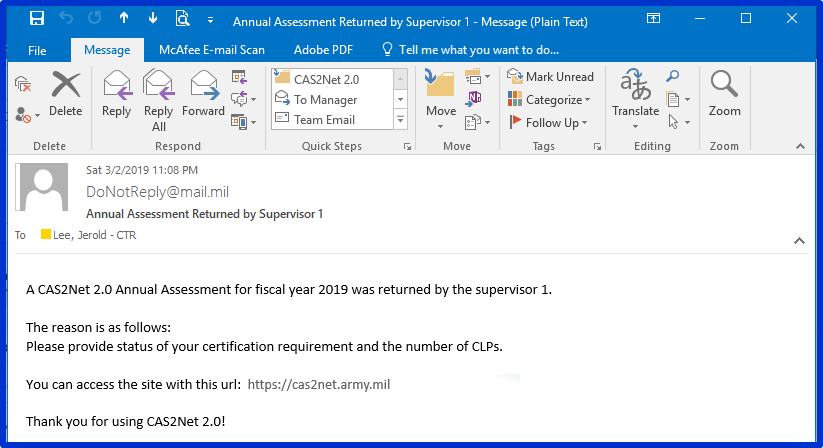 Annual Assessment Returned by Supervisor 1 - Message (Plain Text)
File Message McAfee E-mail Scan Adobe PDF Tell me what you want to do...
Delete
Reply
Reply All
Forward
CAS2Net 2.0
To Manager
Team Email
Move
Mark Unread
Categorize
Follow Up
Translate
Zoom
Delete Respond Quick Steps Move Tags Editing Zoom
Sat 3/2/2019 11:08 PM
DoNotReply@mail.mil
Annual Assessment Returned by Supervisor 1
To Lee, Jerold - CTR
A CAS2Net 2.0 Annual Assessment for fiscal year 2019 was returned by the supervisor 1.
The reason is as follows:
Please provide status of your certification requirement and the number of CLPs.
You can access the site with this url: https://cas2net.army.mil
Thank you for using CAS2Net 2.0!